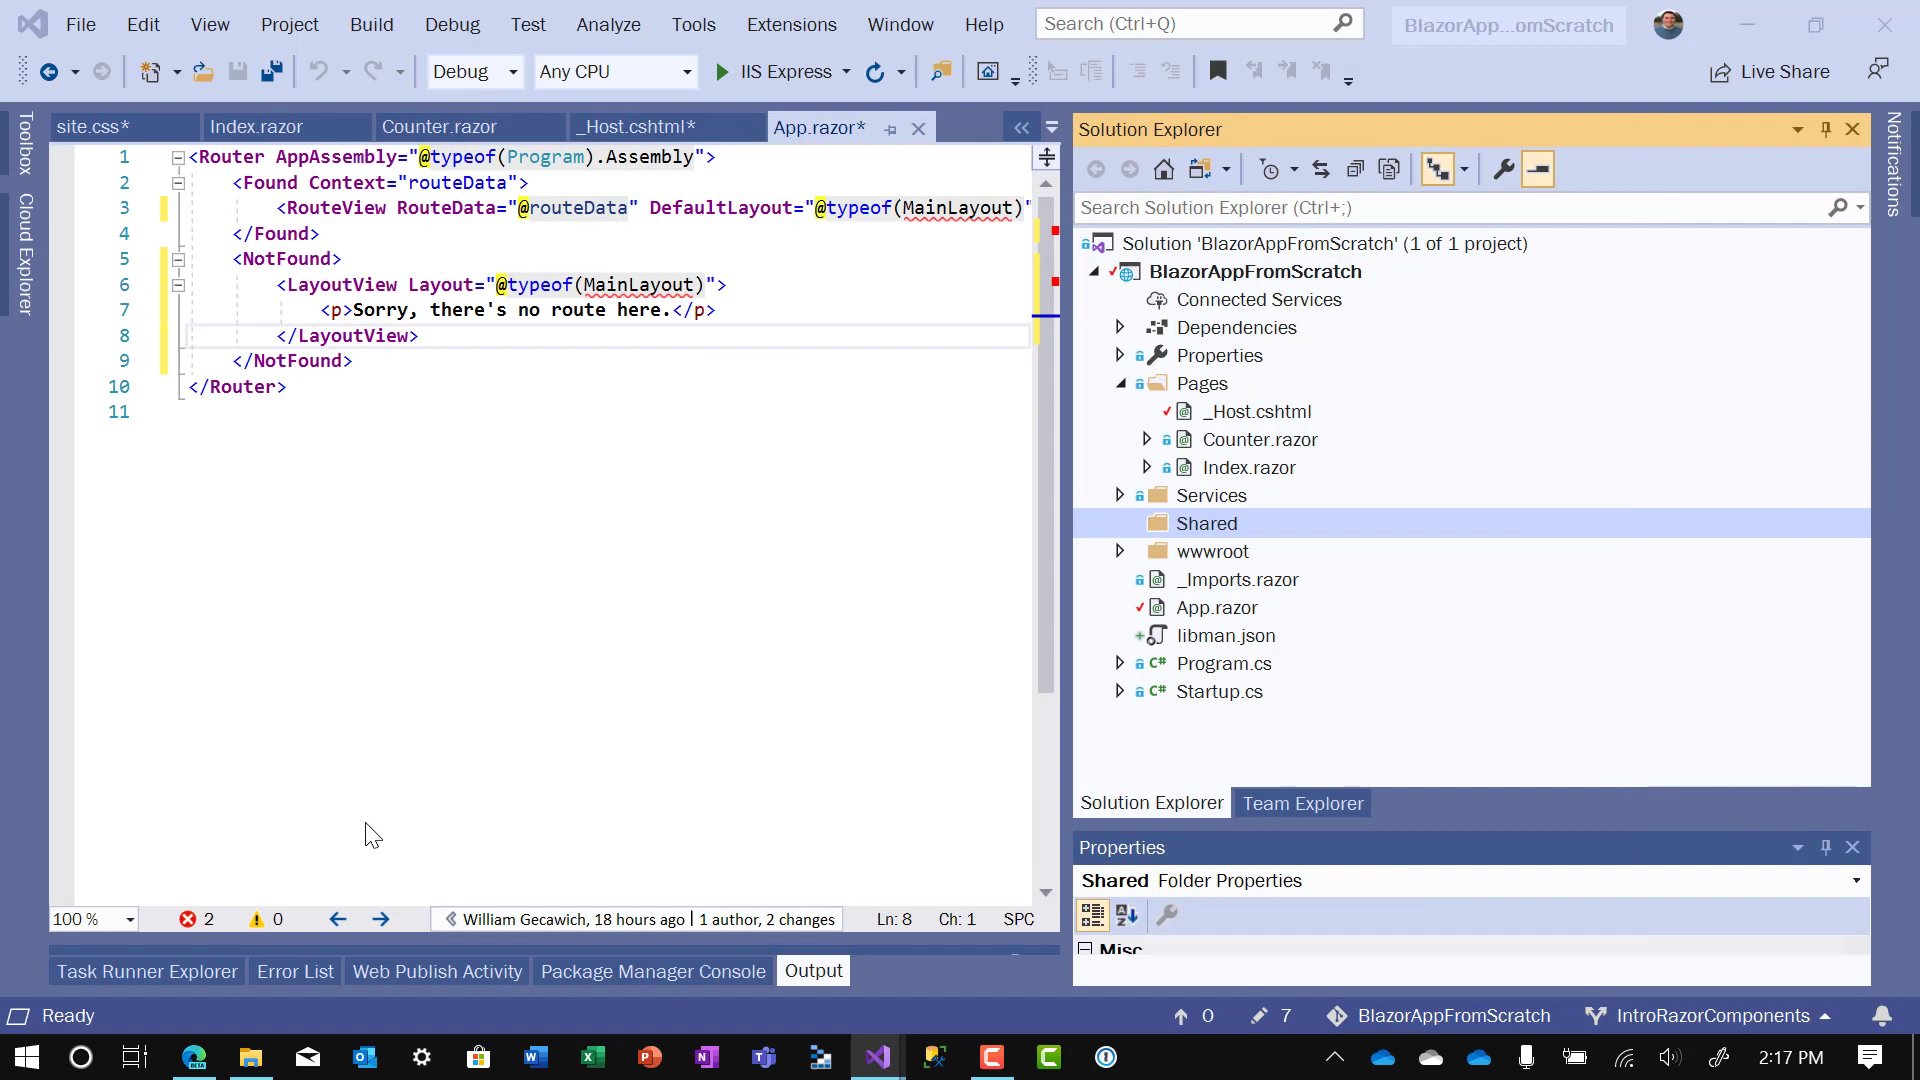 File Edit View Project Build Debug Test Analyze Tools Extensions Window Help Search (Ctrl+Q) BlazorApp...omScratch
Debug Any CPU IIS Express Live Share
Toolbox
Cloud Explorer
site.css* Index.razor Counter.razor _Host.cshtml* App.razor*
1 <Router AppAssembly="@typeof(Program).Assembly">
2 <Found Context="routeData">
3 <RouteView RouteData="@routeData" DefaultLayout="@typeof(MainLayout)"
4 </Found>
5 <NotFound>
6 <LayoutView Layout="@typeof(MainLayout)">
7 <p>Sorry, there's no route here.</p>
8 </LayoutView>
9 </NotFound>
10 </Router>
11
100 % 2 0 William Gecawich, 18 hours ago | 1 author, 2 changes Ln: 8 Ch: 1 SPC
Task Runner Explorer Error List Web Publish Activity Package Manager Console Output
Solution Explorer
Search Solution Explorer (Ctrl+;)
Solution 'BlazorAppFromScratch' (1 of 1 project)
BlazorAppFromScratch
Connected Services
Dependencies
Properties
Pages
_Host.cshtml
Counter.razor
Index.razor
Services
Shared
wwwroot
_Imports.razor
App.razor
libman.json
C# Program.cs
C# Startup.cs
Solution Explorer Team Explorer
Properties
Shared Folder Properties
Misc
Notifications
Ready 0 7 BlazorAppFromScratch IntroRazorComponents
2:17 PM